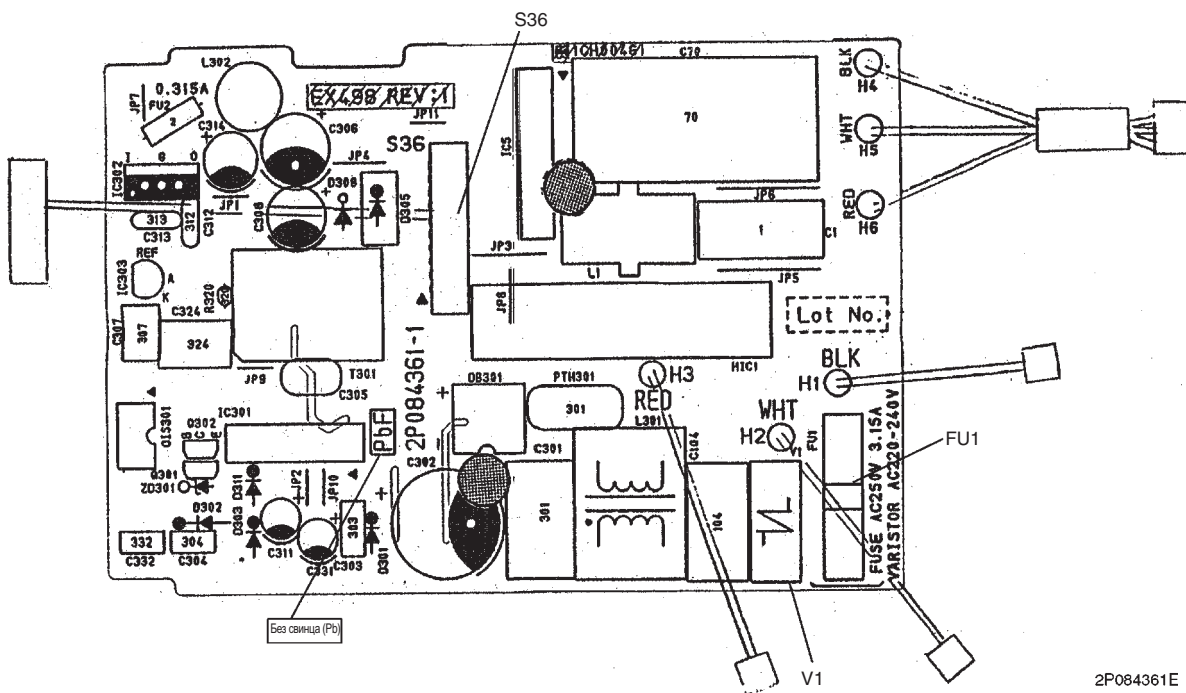 S36
L302
C70
JP7
0.315A
FU2
2
EX498 REV:1
JP11
C314
C306
S36
IC5
70
BLK
H4
WHT
H5
RED
H6
I G O
IC302
JP4
D306
D305
JP1
C308
313
C313
312
C312
JP6
1
C1
JP3
L1
JP5
JP8
REF
A
K
IC303
R320
C324
324
C307
307
Lot No.
HIC1
2P084361-1
JP9
T301
C305
H3
RED
BLK
H1
DB301
PTH301
301
L301
WHT
H2
IC301
PbF
Q302
B C E
Q301
ZD301
D311
JP2
JP10
C302
C301
301
C104
104
V1
FU1
FU1
FUSE AC250V 3.15A
VARISTOR AC220-240V
D302
D303
303
C303
D301
C311
C331
332
C332
304
C304
Без свинца (Pb)
V1
2P084361E